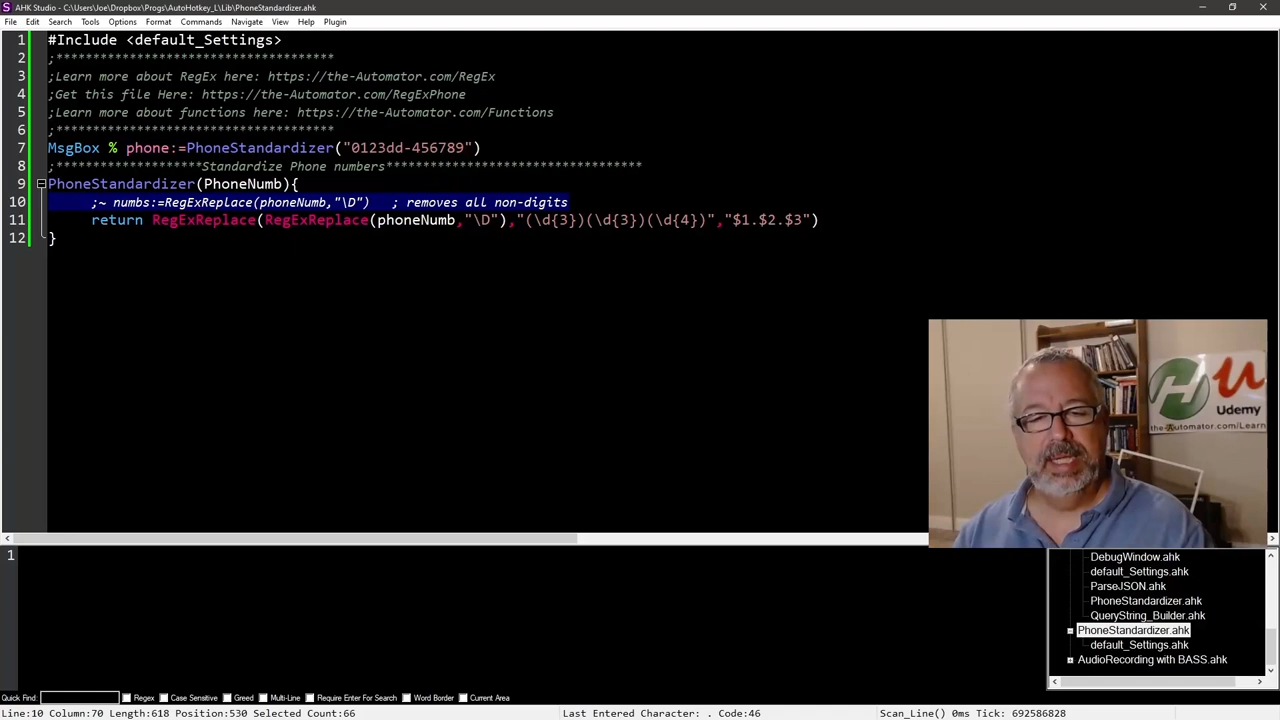 AHK Studio - C:\Users\Joe\Dropbox\Progs\AutoHotkey_L\Lib\PhoneStandardizer.ahk
File Edit Search Tools Options Format Commands Navigate View Help Plugin
1 #Include <default_Settings>
2 ;*************************************
3 ;Learn more about RegEx here: https://the-Automator.com/RegEx
4 ;Get this file Here: https://the-Automator.com/RegExPhone
5 ;Learn more about functions here: https://the-Automator.com/Functions
6 ;*************************************
7 MsgBox % phone:=PhoneStandardizer("0123dd-456789")
8 ;********************Standardize Phone numbers***********************************
9 PhoneStandardizer(PhoneNumb){
10 ;~ numbs:=RegExReplace(phoneNumb,"\D") ; removes all non-digits
11 return RegExReplace(RegExReplace(phoneNumb,"\D"),"(\d{3})(\d{3})(\d{4})","$1.$2.$3")
12 }
H u
Udemy
the-Automator.com/Learn
1
DebugWindow.ahk
default_Settings.ahk
ParseJSON.ahk
PhoneStandardizer.ahk
QueryString_Builder.ahk
PhoneStandardizer.ahk
default_Settings.ahk
AudioRecording with BASS.ahk
Quick Find: Regex Case Sensitive Greed Multi-Line Require Enter For Search Word Border Current Area
Line:10 Column:70 Length:618 Position:530 Selected Count:66 Last Entered Character: . Code:46 Scan_Line() 0ms Tick: 692586828